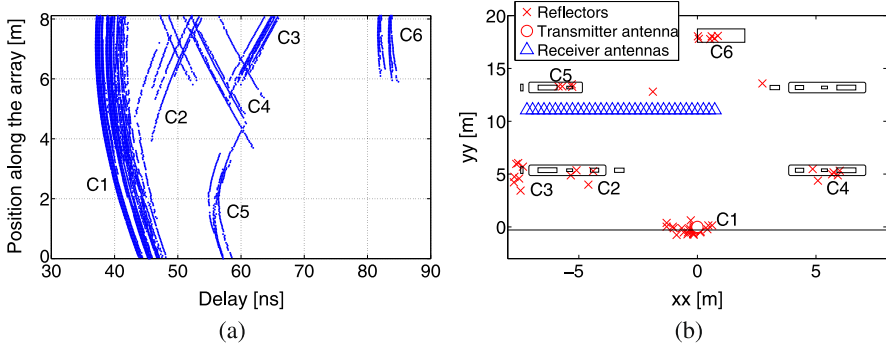 8
6
4
2
0
Position along the array [m]
C1
C2
C3
C4
C5
C6
30 40 50 60 70 80 90
Delay [ns]
(a)
20
15
10
5
0
yy [m]
Reflectors
Transmitter antenna
Receiver antennas
C6
C5
C3 C2 C4
C1
−5 0 5
xx [m]
(b)